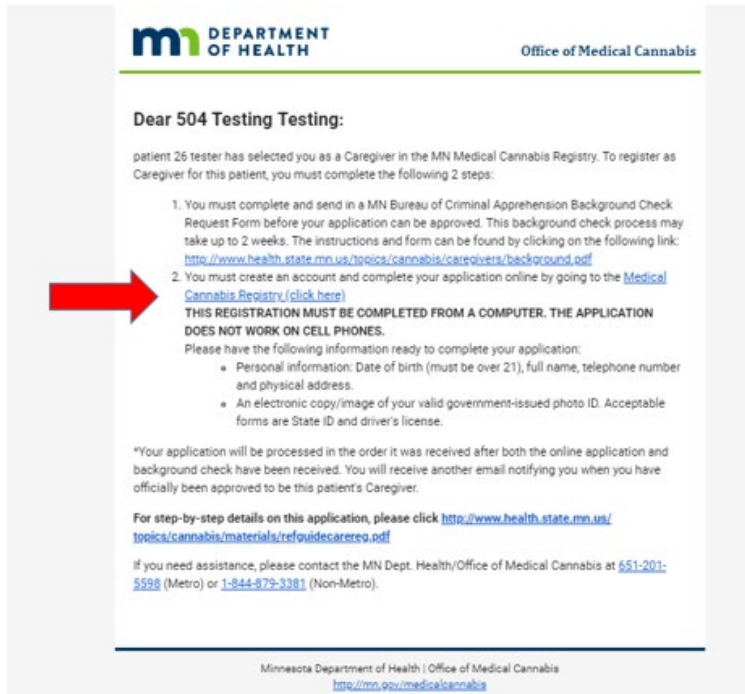 mn DEPARTMENT
OF HEALTH
Office of Medical Cannabis
Dear 504 Testing Testing:
patient 26 tester has selected you as a Caregiver in the MN Medical Cannabis Registry. To register as
Caregiver for this patient, you must complete the following 2 steps:
1. You must complete and send in a MN Bureau of Criminal Apprehension Background Check
Request Form before your application can be approved. This background check process may
take up to 2 weeks. The instructions and form can be found by clicking on the following link:
http://www.health.state.mn.us/topics/cannabis/caregivers/background.pdf
2. You must create an account and complete your application online by going to the Medical
Cannabis Registry (click here)
THIS REGISTRATION MUST BE COMPLETED FROM A COMPUTER. THE APPLICATION
DOES NOT WORK ON CELL PHONES.
Please have the following information ready to complete your application:
• Personal information: Date of birth (must be over 21), full name, telephone number
and physical address.
• An electronic copy/image of your valid government-issued photo ID. Acceptable
forms are State ID and driver's license.
*Your application will be processed in the order it was received after both the online application and
background check have been received. You will receive another email notifying you when you have
officially been approved to be this patient's Caregiver.
For step-by-step details on this application, please click http://www.health.state.mn.us/
topics/cannabis/materials/refguidecarereg.pdf
If you need assistance, please contact the MN Dept. Health/Office of Medical Cannabis at 651-201-
5598 (Metro) or 1-844-879-3381 (Non-Metro).
Minnesota Department of Health | Office of Medical Cannabis
http://mn.gov/medicalcannabis